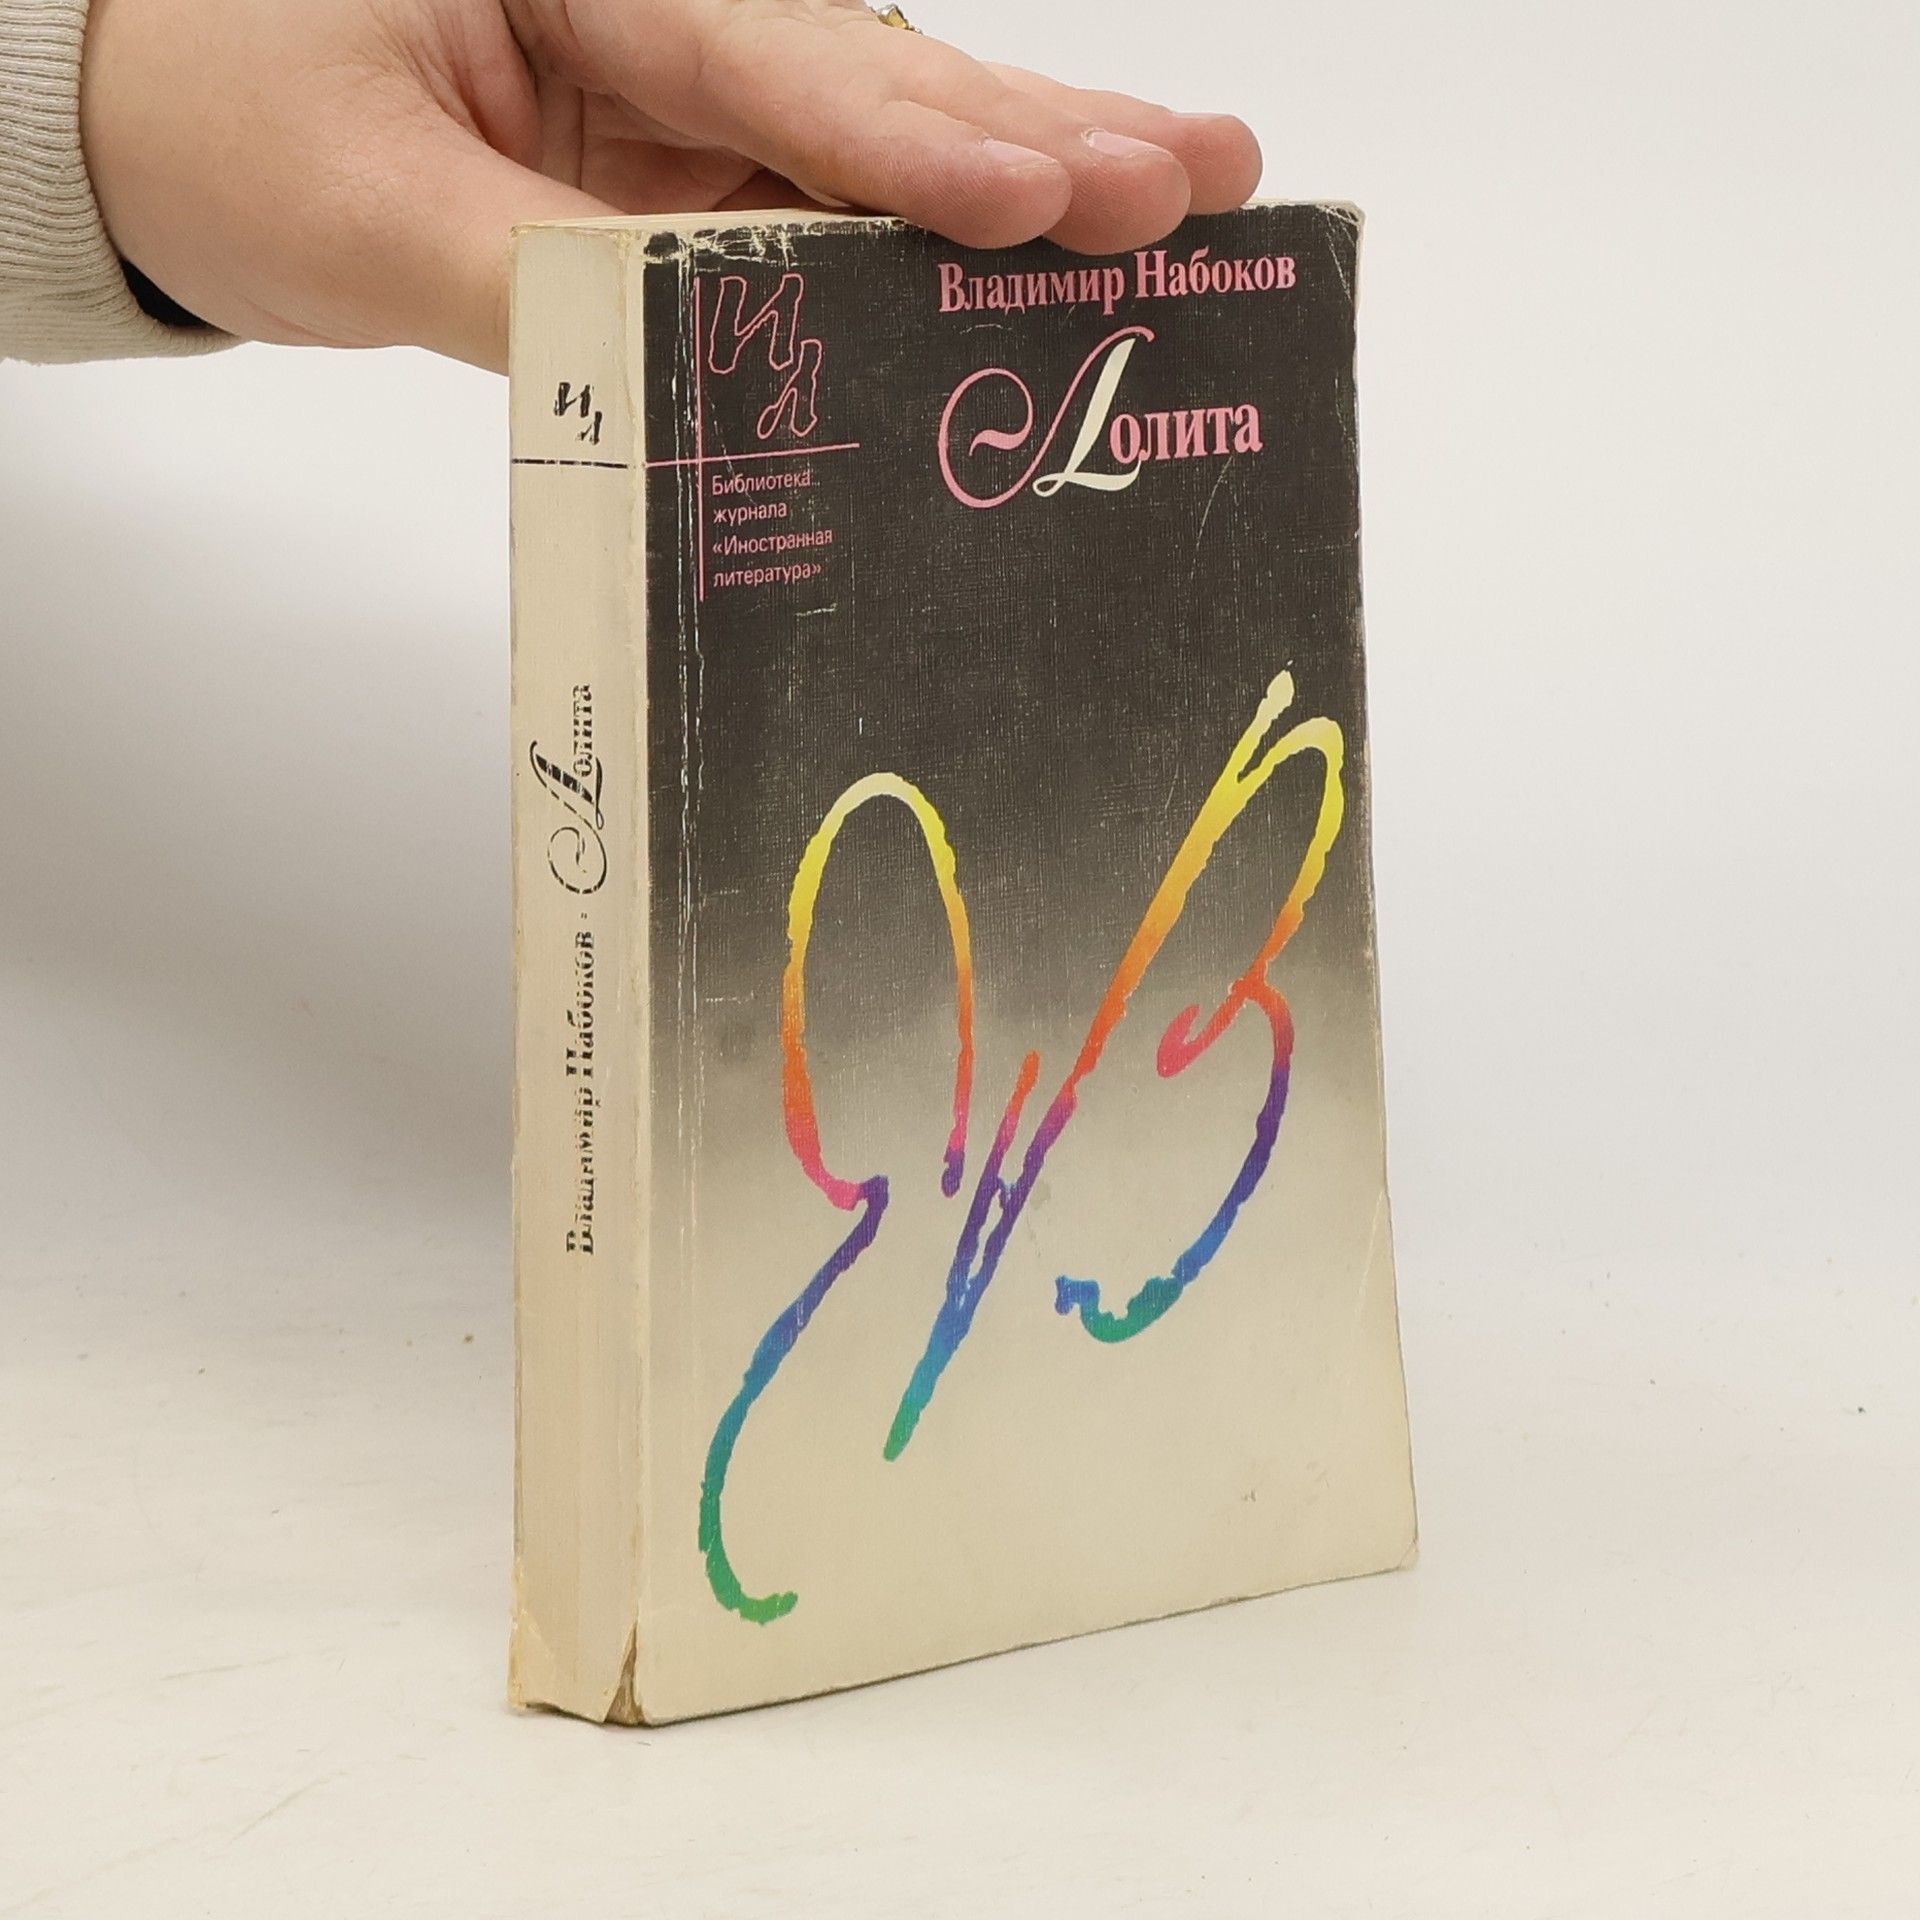 Владимир Набоков
Лолита
ИЛ
Библиотека
журнала
«Иностранная
литература»
ИЛ
Владимир Набоков · Лолита